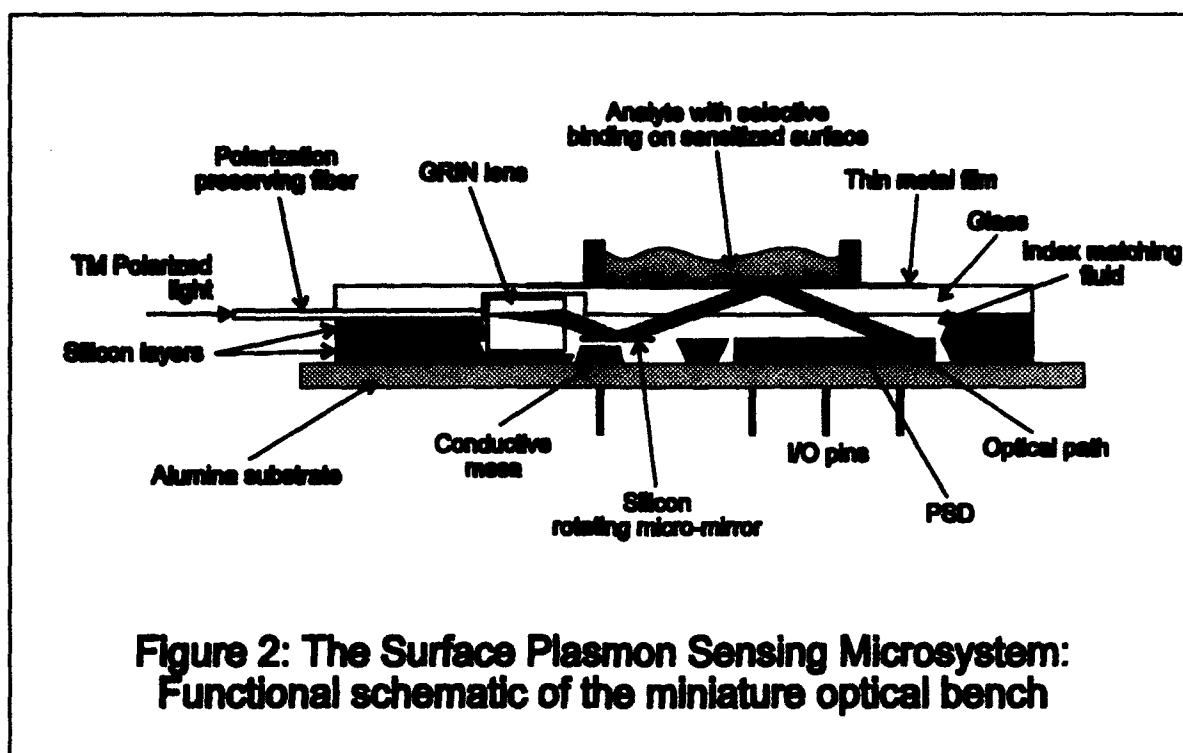 Analyte with selective
binding on sensitized surface
Polarization
preserving fiber
GRIN lens
Thin metal film
Glass
Index matching
fluid
TM Polarized
light
Silicon layers
Alumina substrate
Conductive
mesa
Silicon
rotating micro-mirror
I/O pins
PSD
Optical path
Figure 2: The Surface Plasmon Sensing Microsystem:
Functional schematic of the miniature optical bench